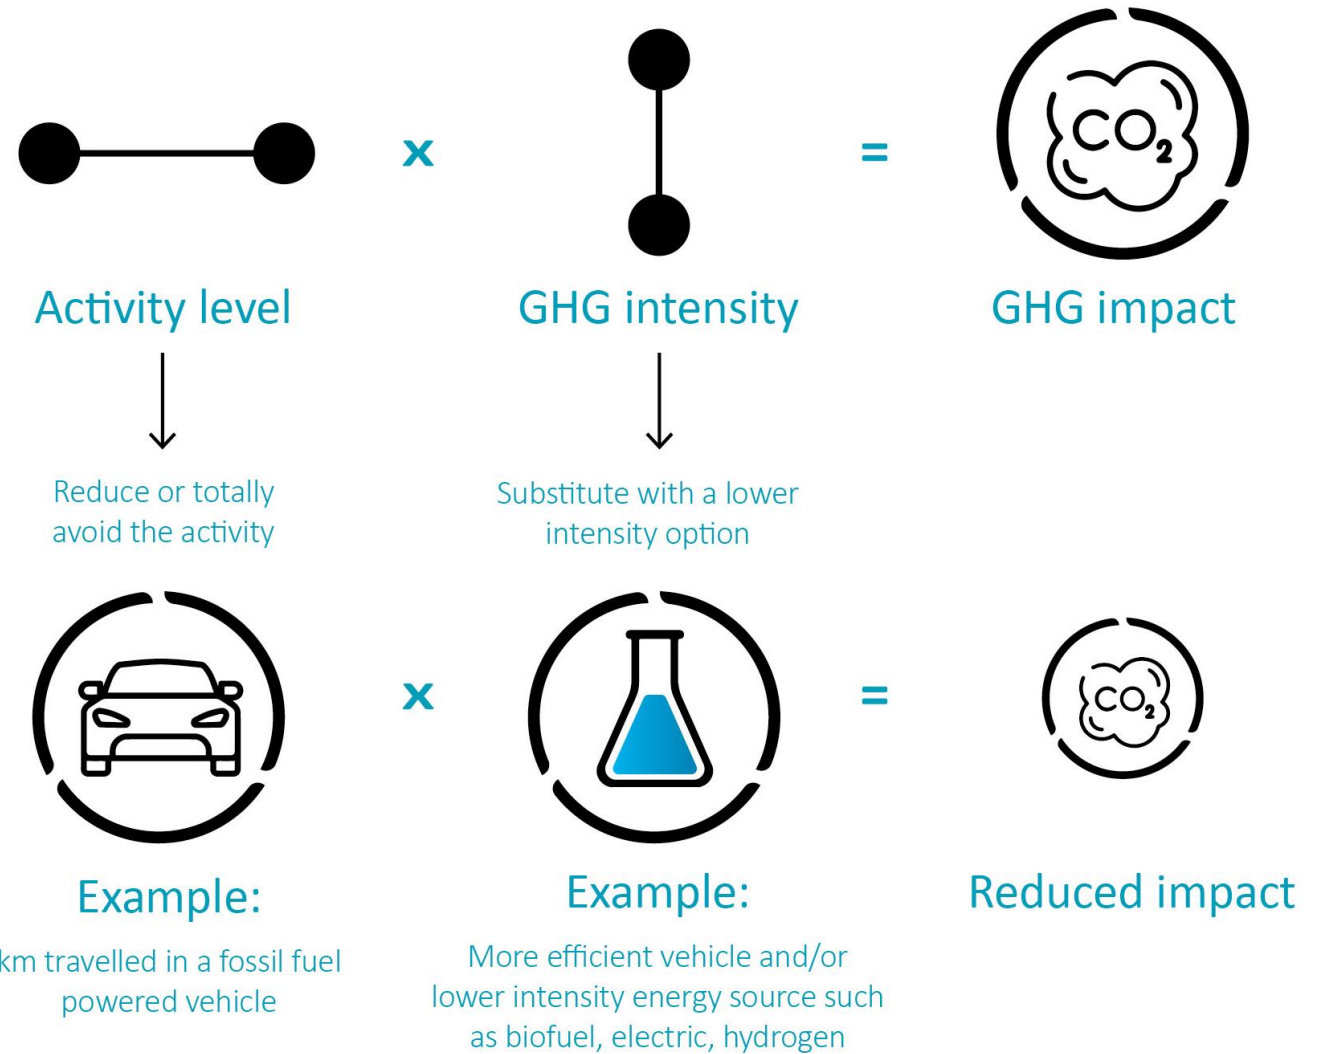 x
=
CO2
Activity level
GHG intensity
GHG impact
Reduce or totally
avoid the activity
Substitute with a lower
intensity option
x
=
CO2
Example:
km travelled in a fossil fuel
powered vehicle
Example:
More efficient vehicle and/or
lower intensity energy source such
as biofuel, electric, hydrogen
Reduced impact